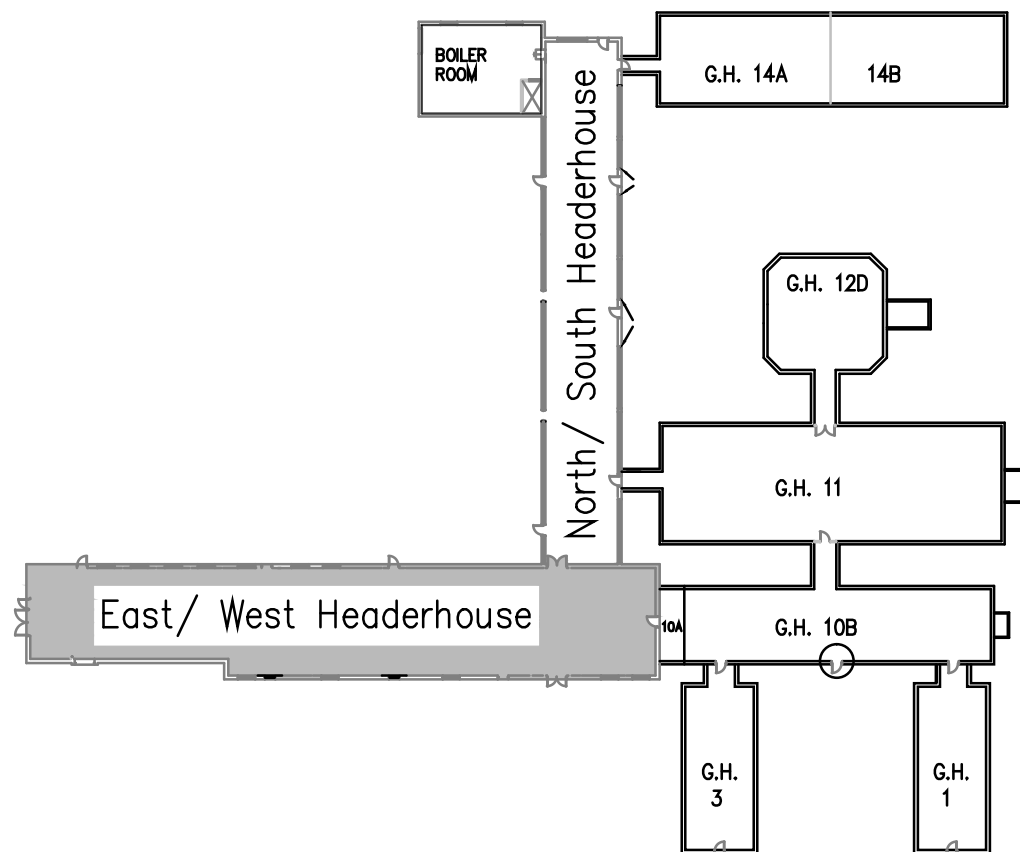 BOILER
ROOM
G.H. 14A
14B
North/ South Headerhouse
G.H. 12D
G.H. 11
East/ West Headerhouse
10A
G.H. 10B
G.H.
3
G.H.
1